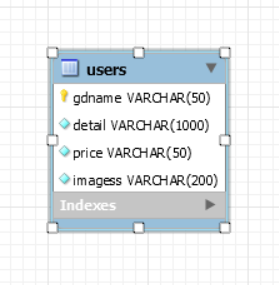 users
gdname VARCHAR(50)
detail VARCHAR(1000)
price VARCHAR(50)
imagess VARCHAR(200)
Indexes